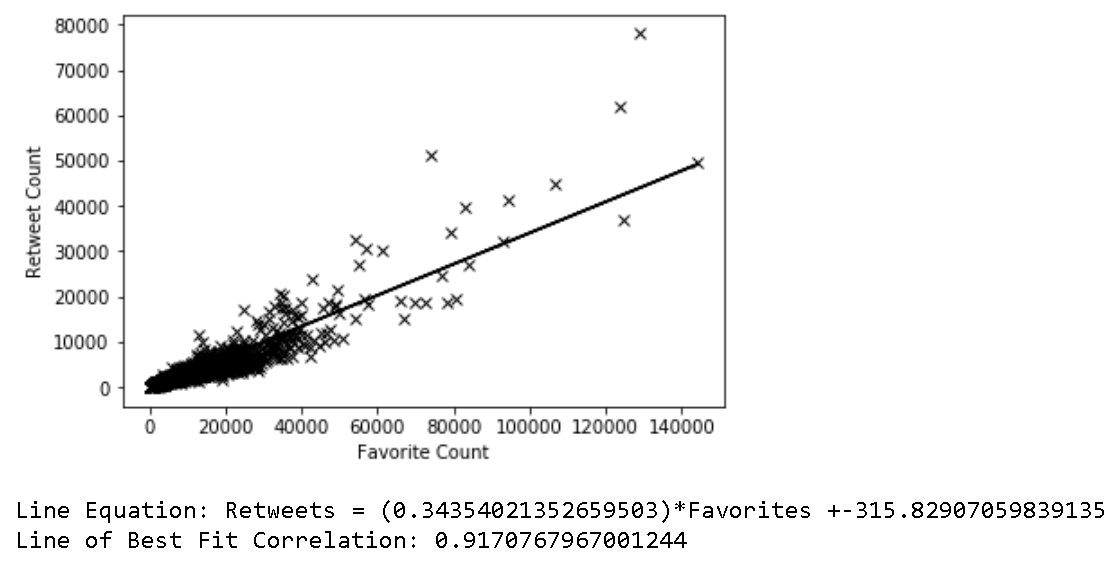 80000
70000
60000
50000
40000
30000
20000
10000
0
Retweet Count
0 20000 40000 60000 80000 100000 120000 140000
Favorite Count
Line Equation: Retweets = (0.34354021352659503)*Favorites +-315.82907059839135
Line of Best Fit Correlation: 0.9170767967001244